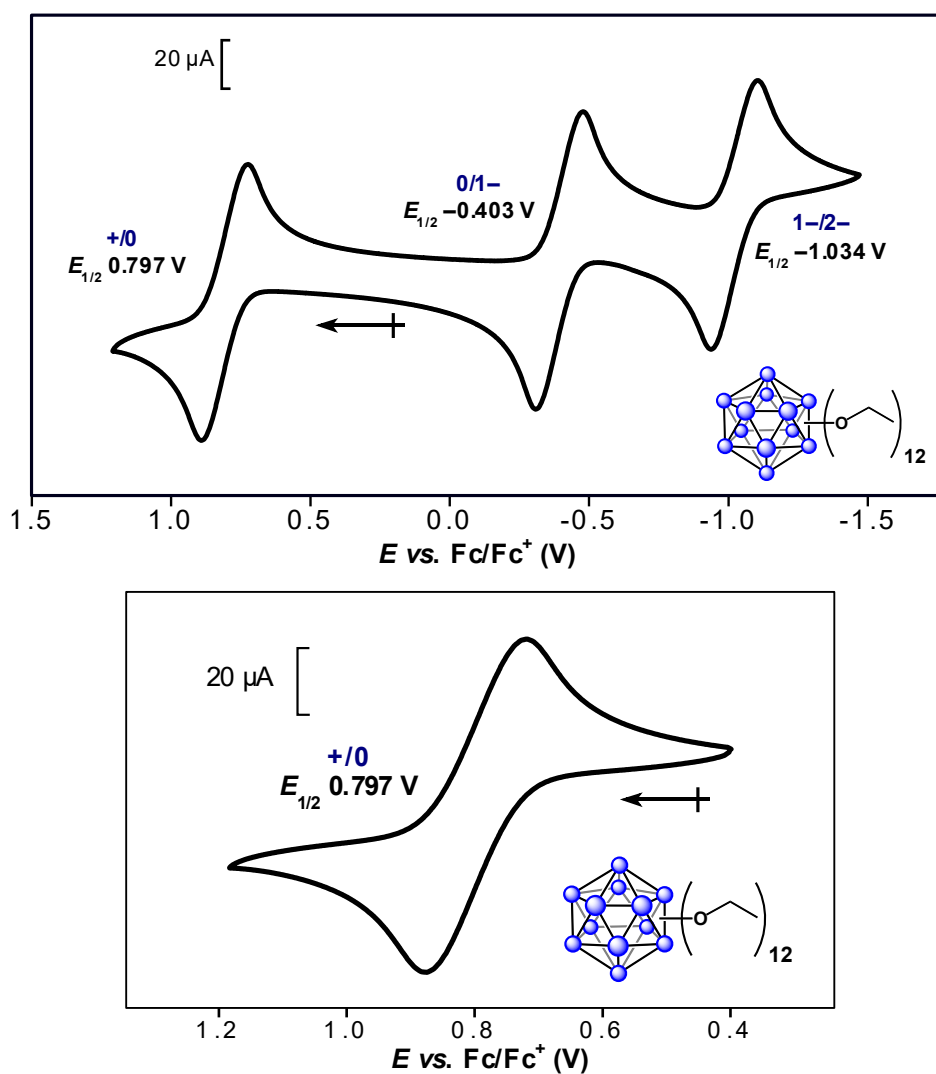 20 µA
0/1–
E1/2 –0.403 V
+/0
E1/2 0.797 V
1–/2–
E1/2 –1.034 V
O
12
1.5 1.0 0.5 0.0 -0.5 -1.0 -1.5
E vs. Fc/Fc+ (V)
20 µA
+/0
E1/2 0.797 V
O
12
1.2 1.0 0.8 0.6 0.4
E vs. Fc/Fc+ (V)